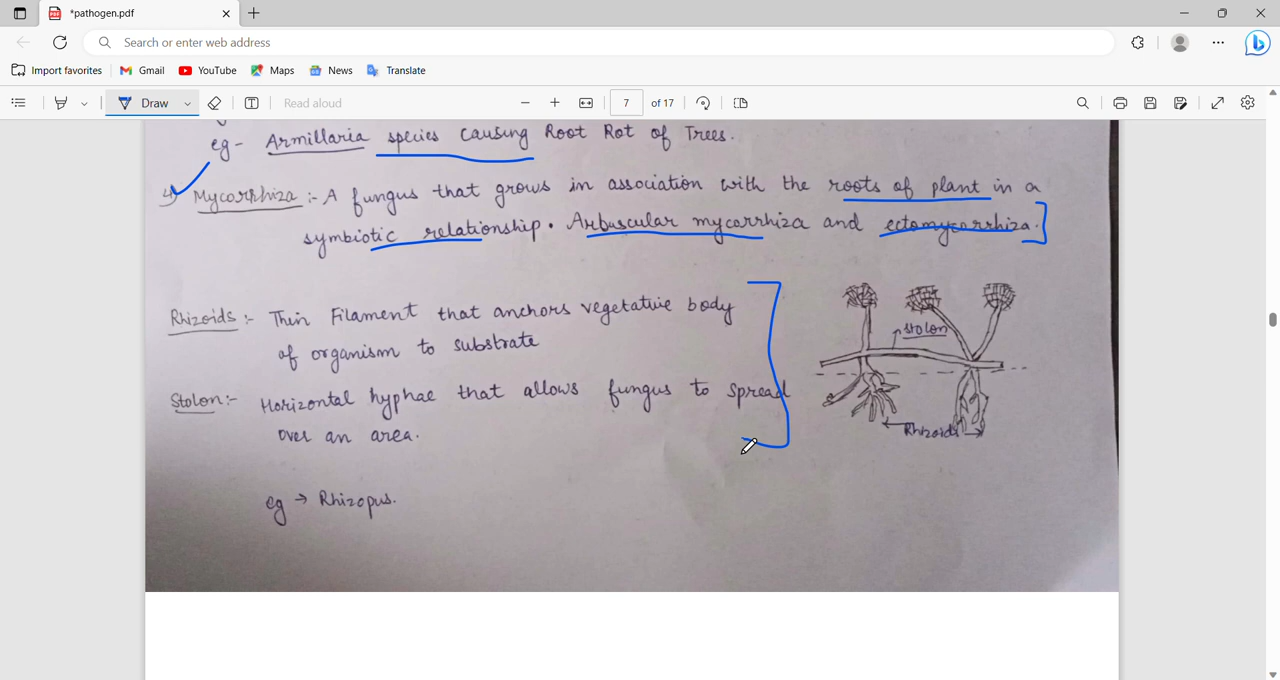 *pathogen.pdf
Search or enter web address
Import favorites Gmail YouTube Maps News Translate
Draw Read aloud 7 of 17
eg- Armillaria species causing Root Rot of Trees.
4) Mycorrhiza :- A fungus that grows in association with the roots of plant in a
symbiotic relationship. Arbuscular mycorrhiza and ectomycorrhiza.
Rhizoids :- Thin Filament that anchors vegetative body
of organism to substrate
Stolon:- Horizontal hyphae that allows fungus to spread
over an area.
eg → Rhizopus.
stolon
Rhizoids